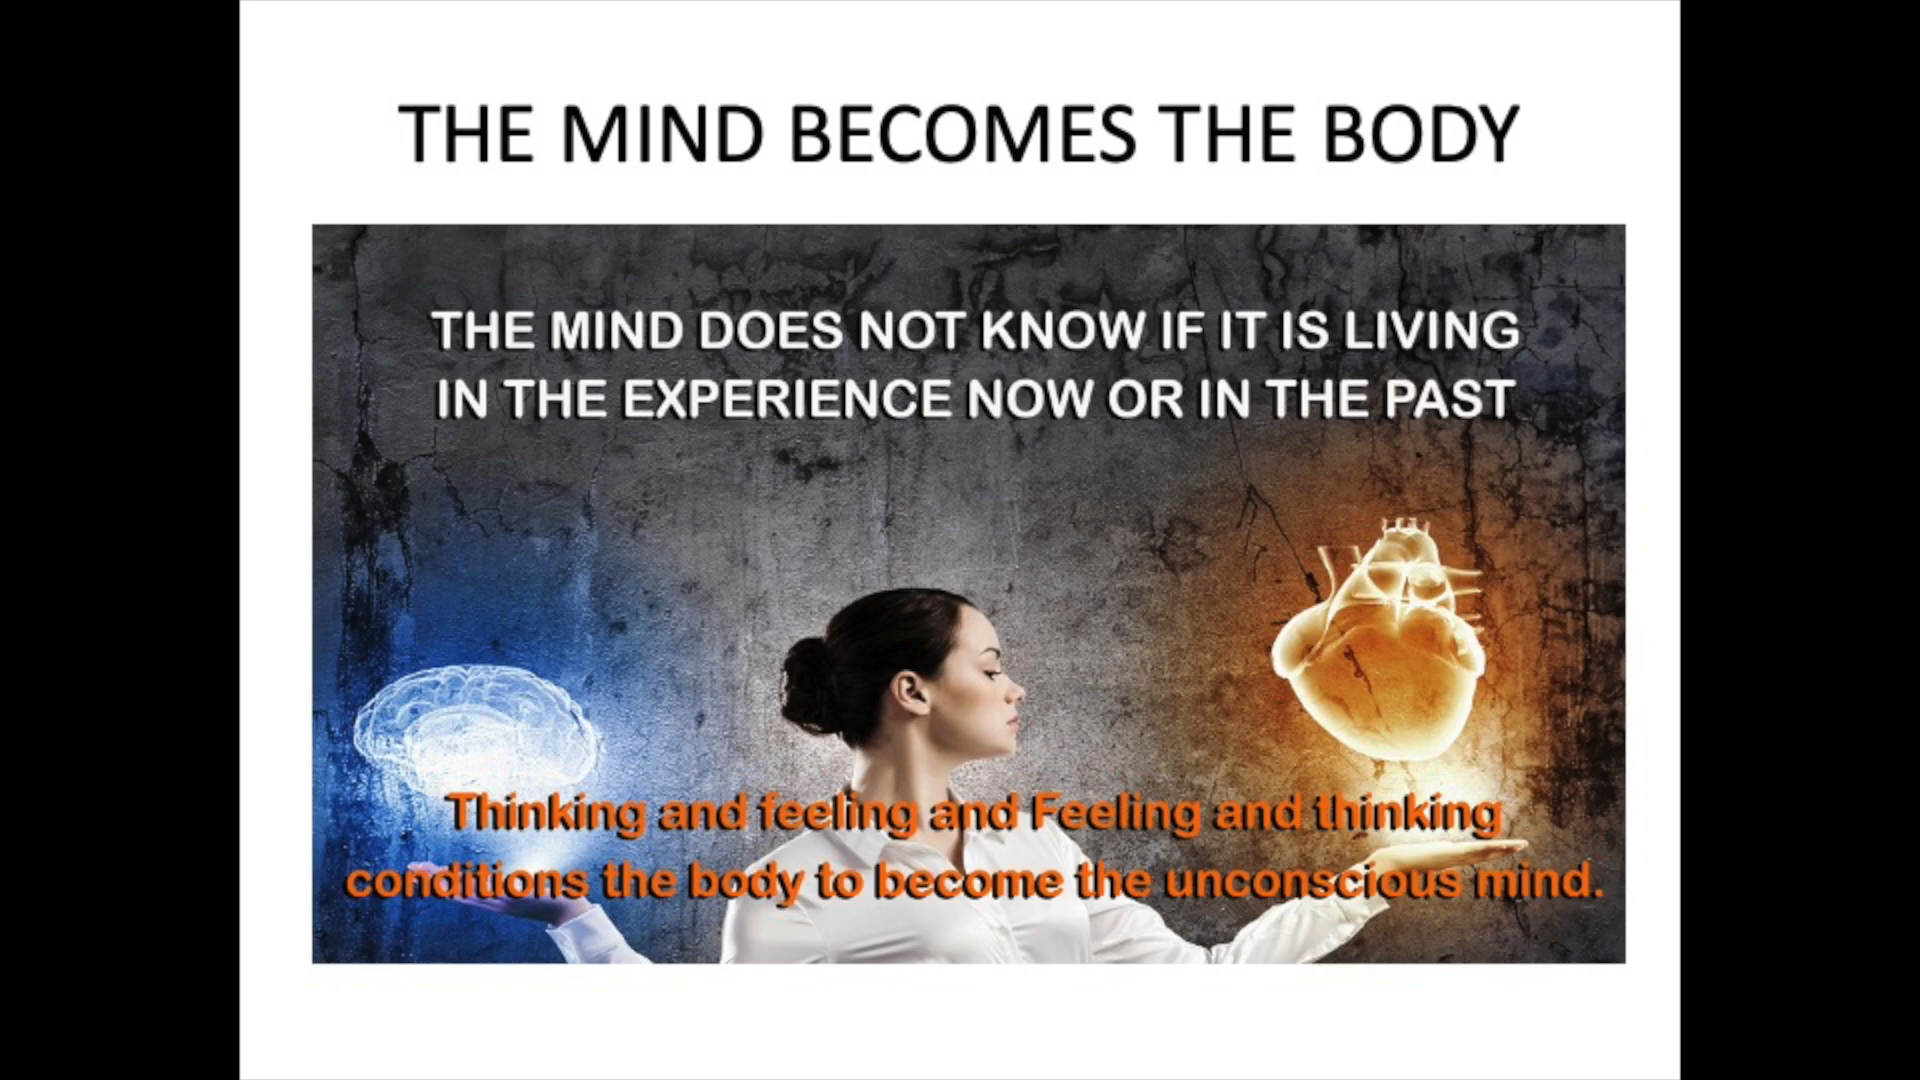 THE MIND BECOMES THE BODY
THE MIND DOES NOT KNOW IF IT IS LIVING
IN THE EXPERIENCE NOW OR IN THE PAST
Thinking and feeling and Feeling and thinking
conditions the body to become the unconscious mind.